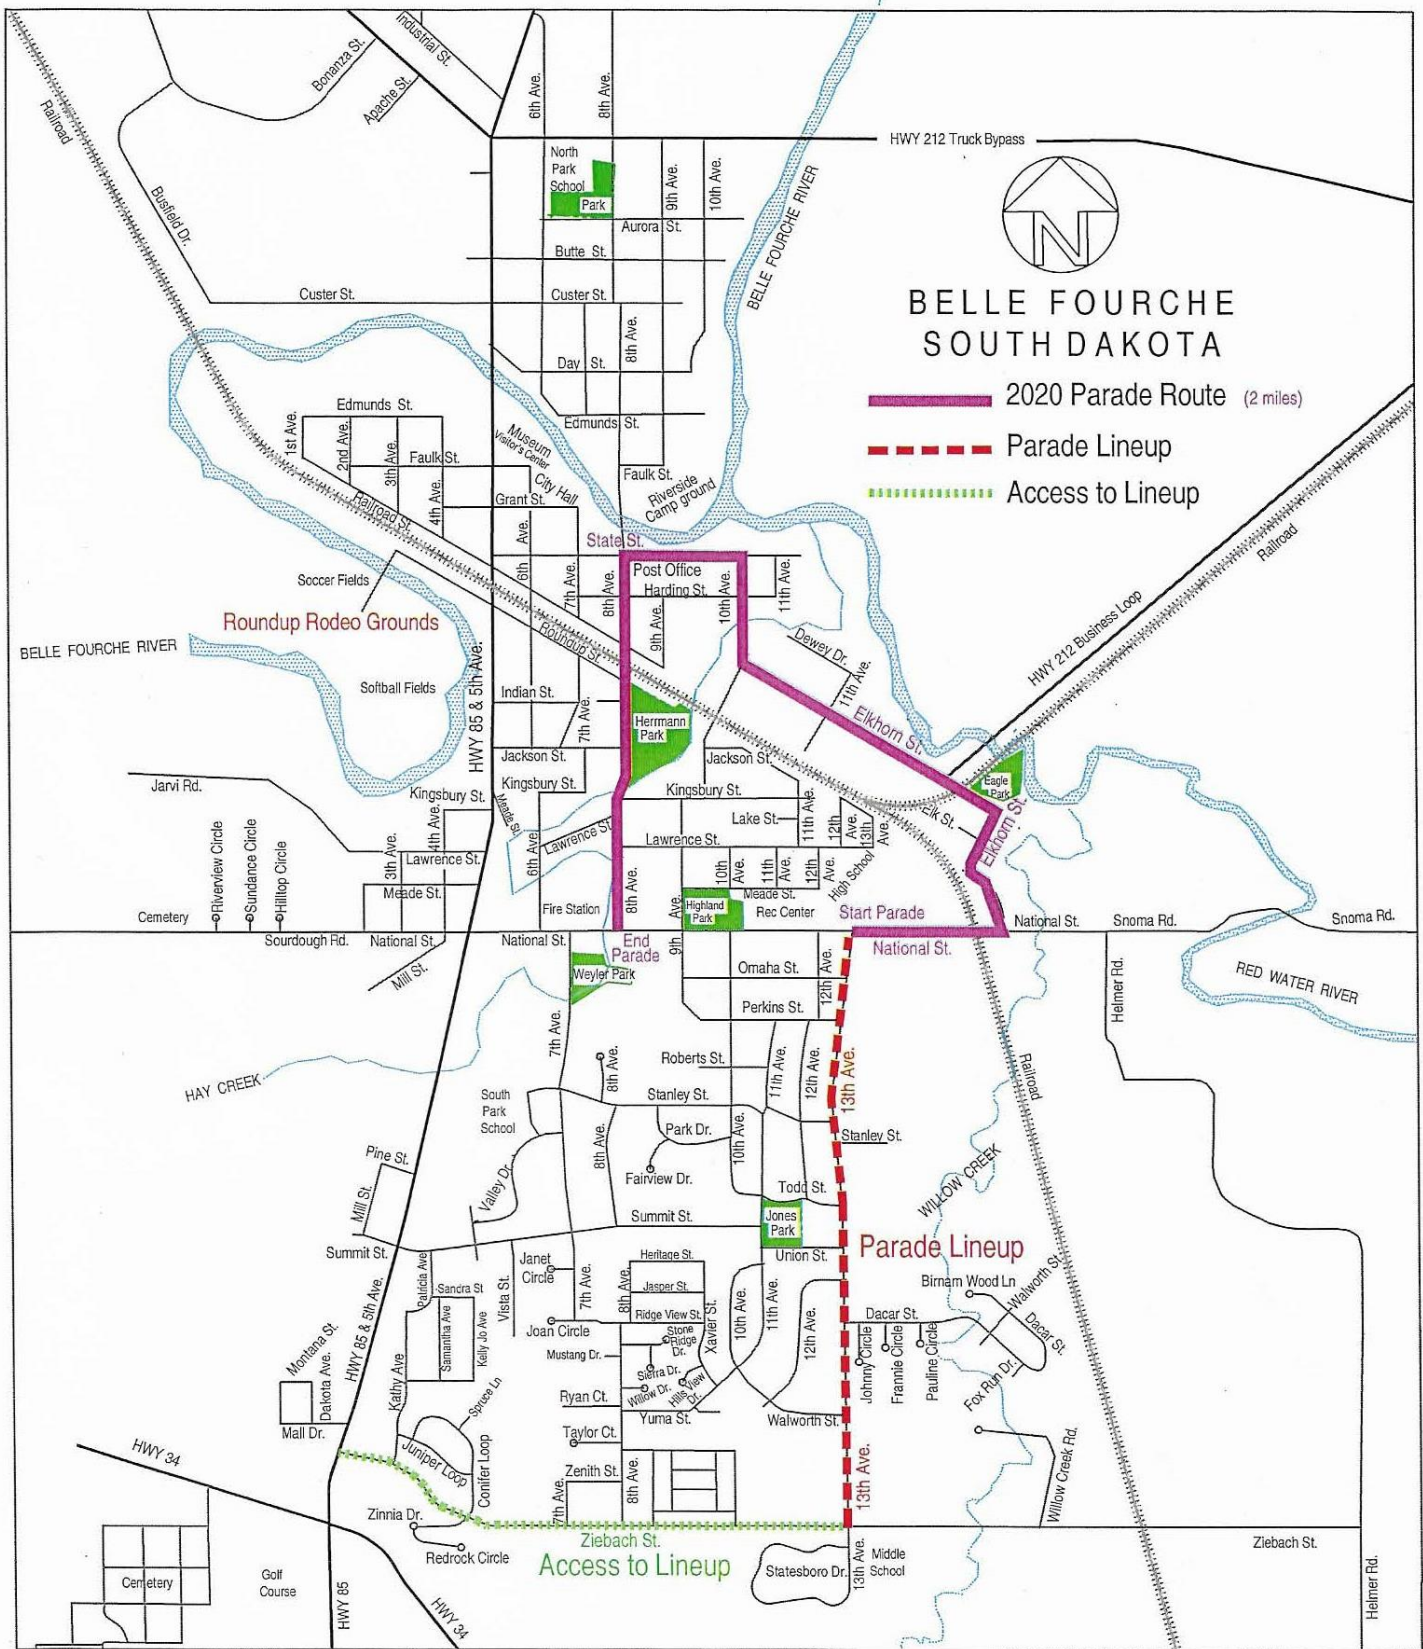 Industrial St.
Bonanza St.
Apache St.
Railroad
6th Ave.
8th Ave.
HWY 212 Truck Bypass
North
Park
School
Park
9th Ave.
10th Ave.
Aurora St.
Butte St.
Busfield Dr.
BELLE FOURCHE RIVER
N
BELLE FOURCHE
SOUTH DAKOTA
2020 Parade Route (2 miles)
Parade Lineup
Access to Lineup
Custer St.
Custer St.
8th Ave.
Day St.
Edmunds St.
Edmunds St.
1st Ave.
2nd Ave.
3th Ave.
4th Ave.
Faulk St.
Museum
Visitor's Center
City Hall
Grant St.
Faulk St.
Riverside
Camp ground
Railroad St.
State St.
Post Office
Harding St.
6th Ave.
7th Ave.
8th Ave.
9th Ave.
10th Ave.
11th Ave.
Soccer Fields
Roundup Rodeo Grounds
BELLE FOURCHE RIVER
Softball Fields
HWY 85 & 5th Ave.
Roundup St.
Indian St.
7th Ave.
Herrmann
Park
Dewey Dr.
11th Ave.
Elkhorn St.
HWY 212 Business Loop
Railroad
Jackson St.
Jackson St.
Kingsbury St.
Kingsbury St.
Kingsbury St.
Eagle
Park
Elk St.
Elkhorn St.
Jarvi Rd.
Meade St.
4th Ave.
3th Ave.
Lawrence St.
Meade St.
6th Ave.
Lawrence St.
8th Ave.
Lake St.
Lawrence St.
11th Ave.
12th Ave.
13th Ave.
10th Ave.
11th Ave.
12th Ave.
High School
Meade St.
Rec Center
Highland
Park
9th Ave.
Riverview Circle
Sundance Circle
Hilltop Circle
Cemetery
Fire Station
Start Parade
National St.
National St.
Snoma Rd.
Snoma Rd.
Sourdough Rd.
National St.
National St.
End
Parade
Mill St.
Weyler Park
Omaha St.
12th Ave.
Perkins St.
Helmer Rd.
RED WATER RIVER
HAY CREEK
7th Ave.
8th Ave.
Roberts St.
11th Ave.
12th Ave.
13th Ave.
Railroad
South
Park
School
Stanley St.
Park Dr.
10th Ave.
Stanley St.
8th Ave.
Fairview Dr.
Pine St.
Mill St.
Valley Dr.
Todd St.
WILLOW CREEK
Summit St.
Jones
Park
Summit St.
Union St.
Parade Lineup
Janet
Circle
Heritage St.
Jasper St.
Ridge View St.
Patricia Ave
Sandra St
Samantha Ave
Kelly Jo Ave
Vista St.
7th Ave.
8th Ave.
Joan Circle
Xavier St.
10th Ave.
11th Ave.
12th Ave.
Birnam Wood Ln
Walworth St.
Dacar St.
Dacar St.
Johnny Circle
Frannie Circle
Pauline Circle
Fox Run Dr.
Stone
Ridge
Dr.
Mustang Dr.
Sierra Dr.
Willow Dr.
Hills View
Dr.
Montana St.
Dakota Ave.
HWY 85 & 5th Ave.
Kathy Ave
Spruce Ln
Ryan Ct.
Yuma St.
Walworth St.
Mall Dr.
HWY 34
Juniper Loop
Conifer Loop
Taylor Ct.
Zenith St.
7th Ave.
8th Ave.
13th Ave.
Willow Creek Rd.
Zinnia Dr.
Redrock Circle
Ziebach St.
Access to Lineup
Ziebach St.
Statesboro Dr.
13th Ave.
Middle
School
Cemetery
Golf
Course
HWY 85
HWY 34
Helmer Rd.